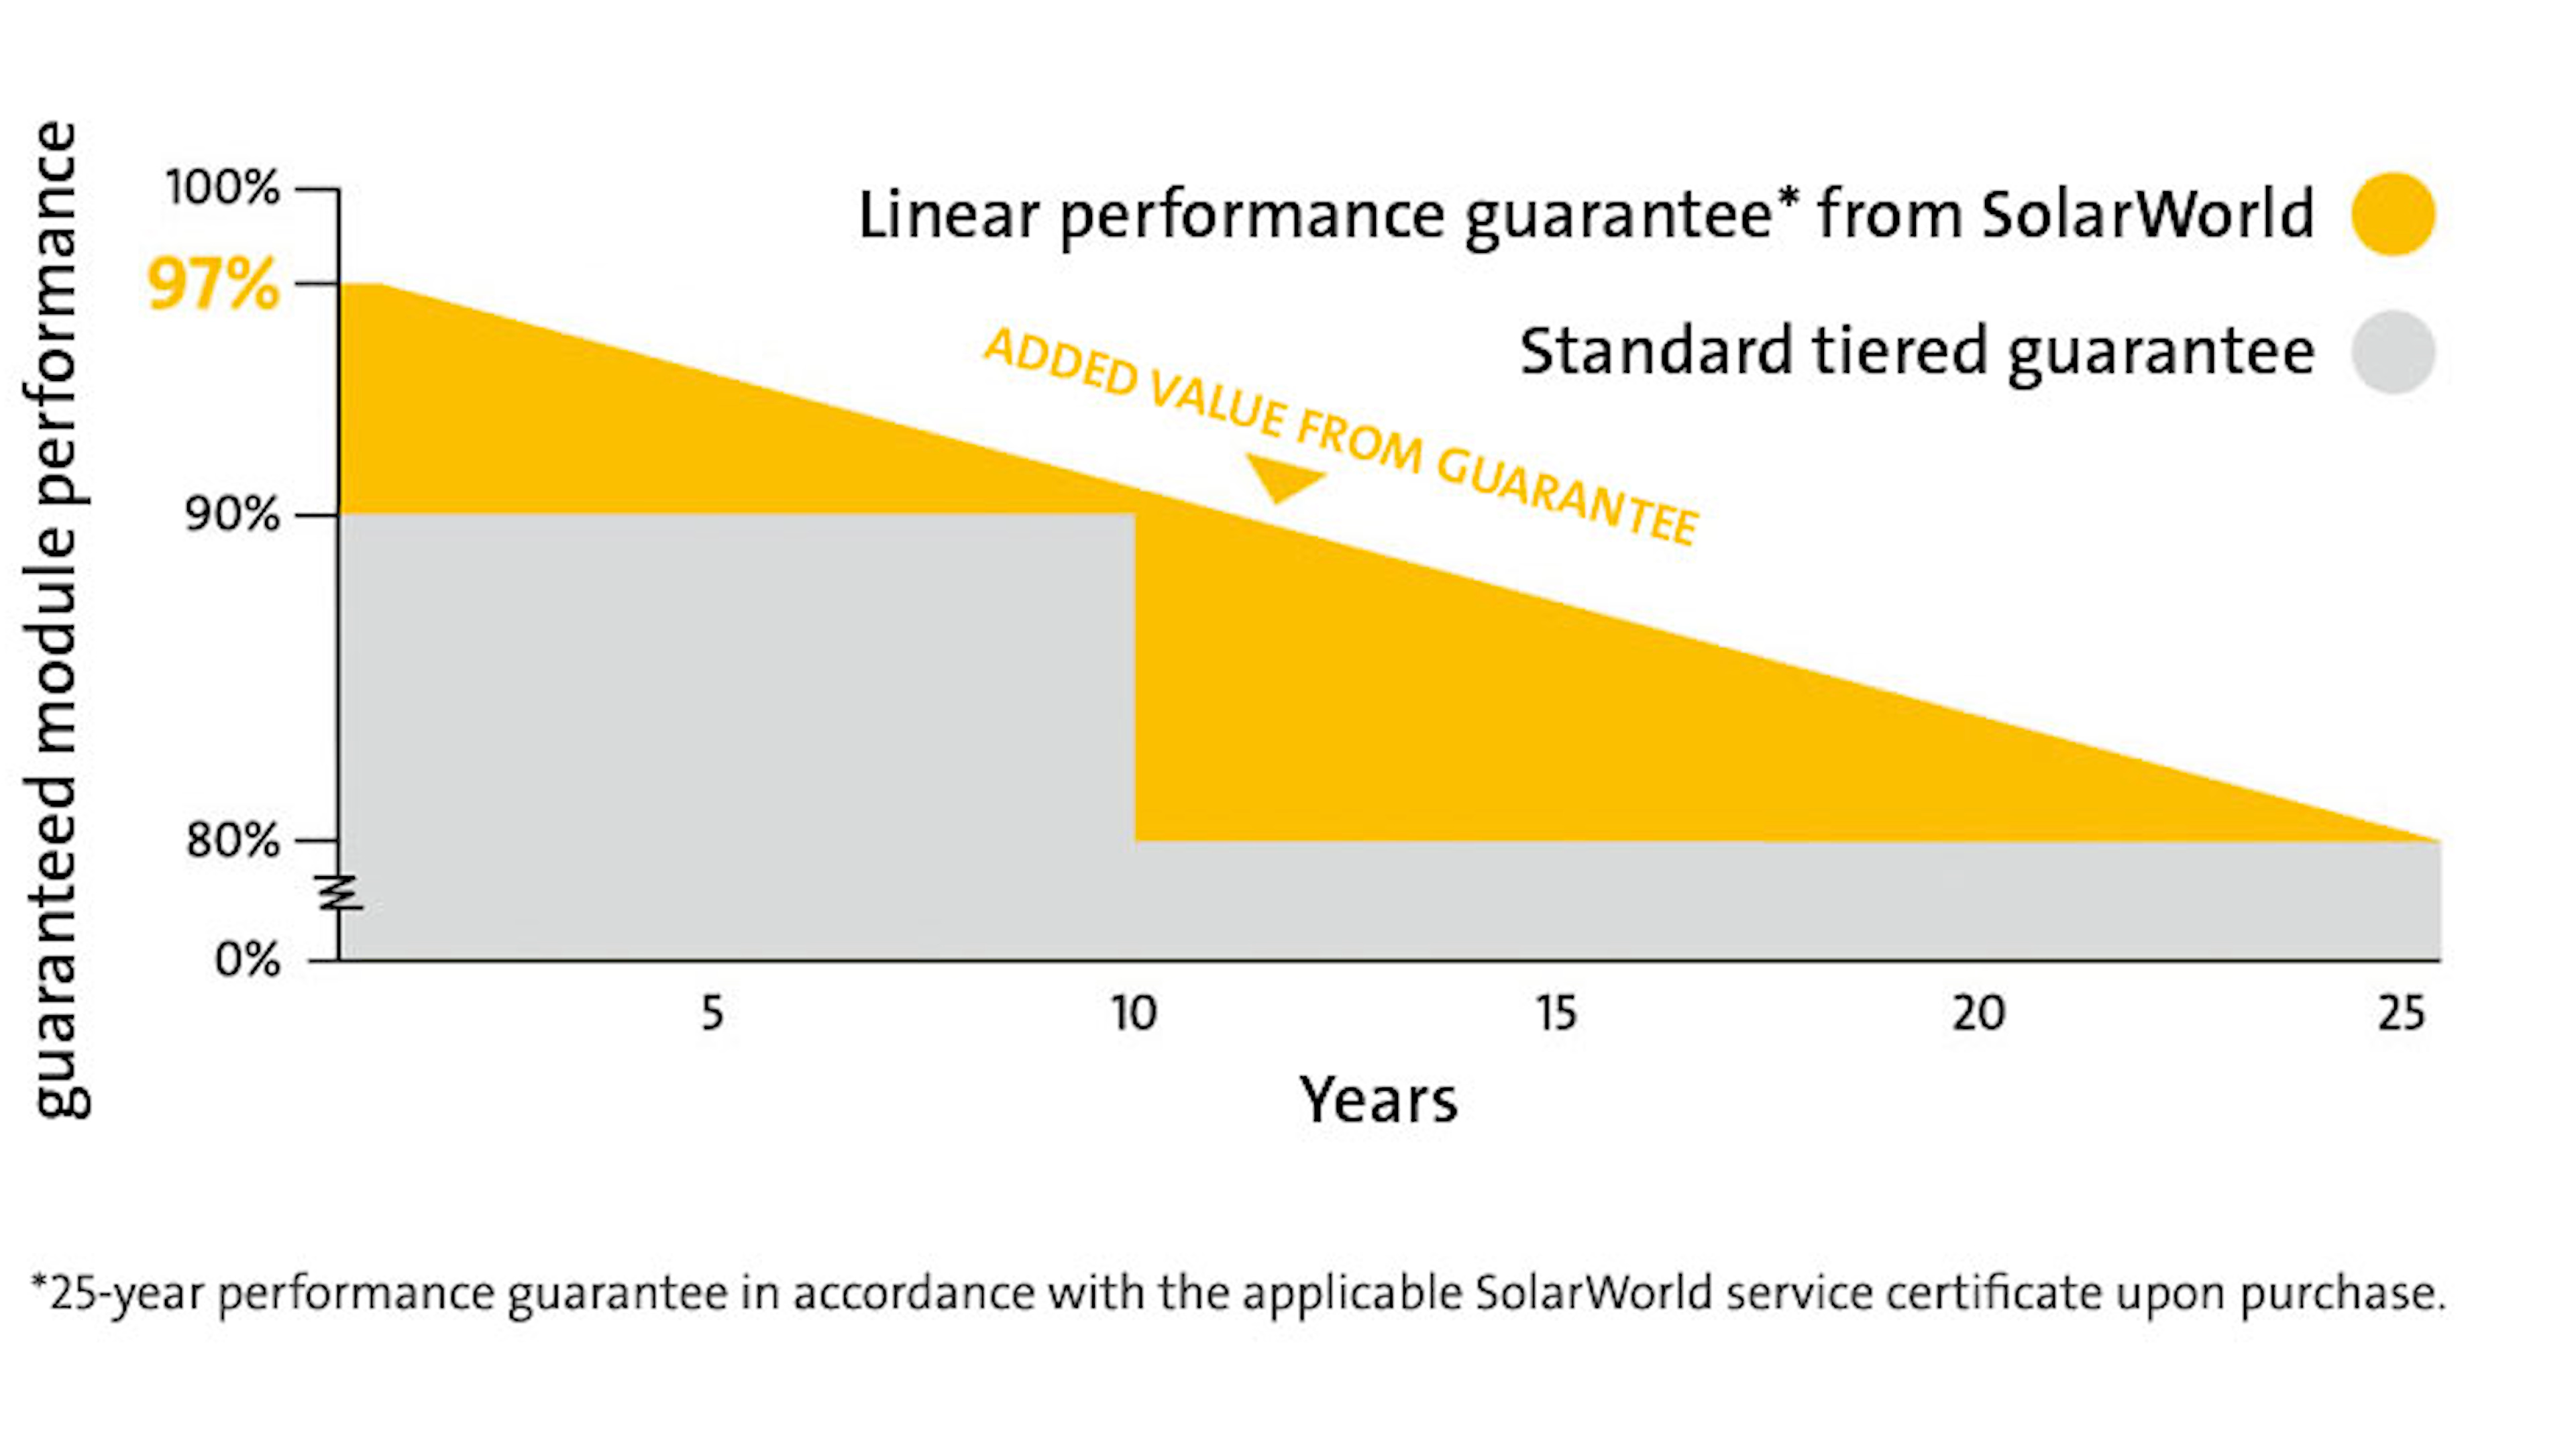 guaranteed module performance
100%
97%
90%
80%
0%
Linear performance guarantee* from SolarWorld
Standard tiered guarantee
ADDED VALUE FROM GUARANTEE
5 10 15 20 25
Years
*25-year performance guarantee in accordance with the applicable SolarWorld service certificate upon purchase.